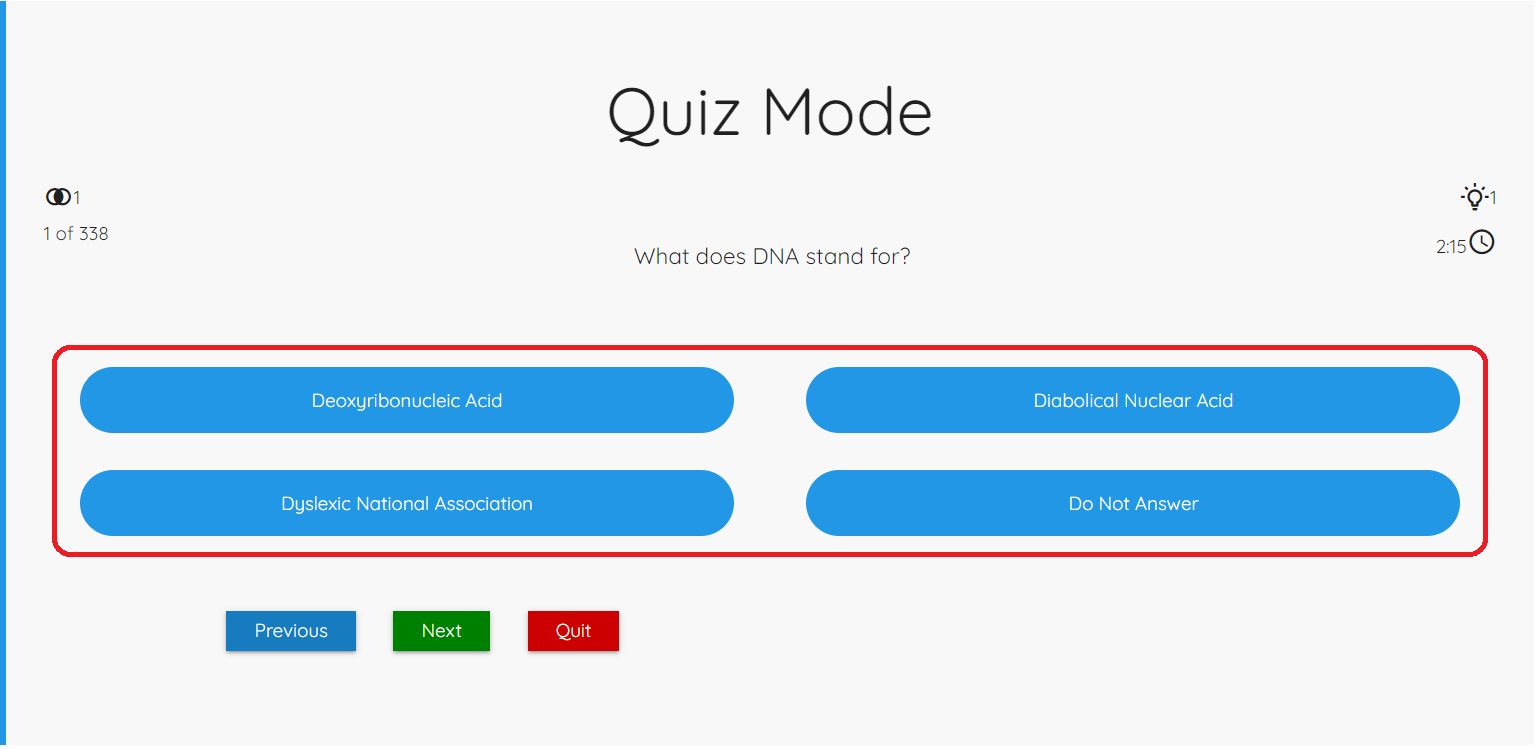 Quiz Mode
1
1 of 338
1
2:15
What does DNA stand for?
Deoxyribonucleic Acid
Diabolical Nuclear Acid
Dyslexic National Association
Do Not Answer
Previous
Next
Quit